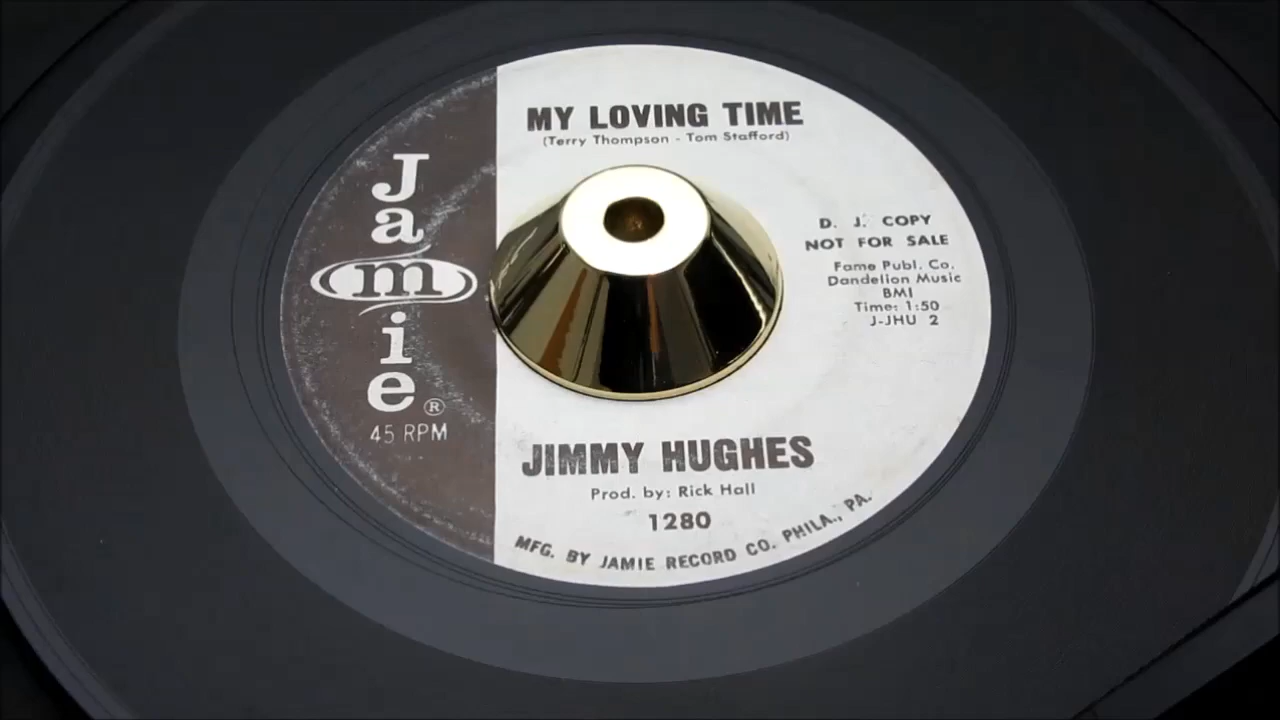 MY LOVING TIME
(Terry Thompson - Tom Stafford)
Jamie®
45 RPM
D. J. COPY
NOT FOR SALE
Fame Publ. Co.
Dandelion Music
BMI
Time: 1:50
J-JHU 2
JIMMY HUGHES
Prod. by: Rick Hall
1280
MFG. BY JAMIE RECORD CO. PHILA., PA.